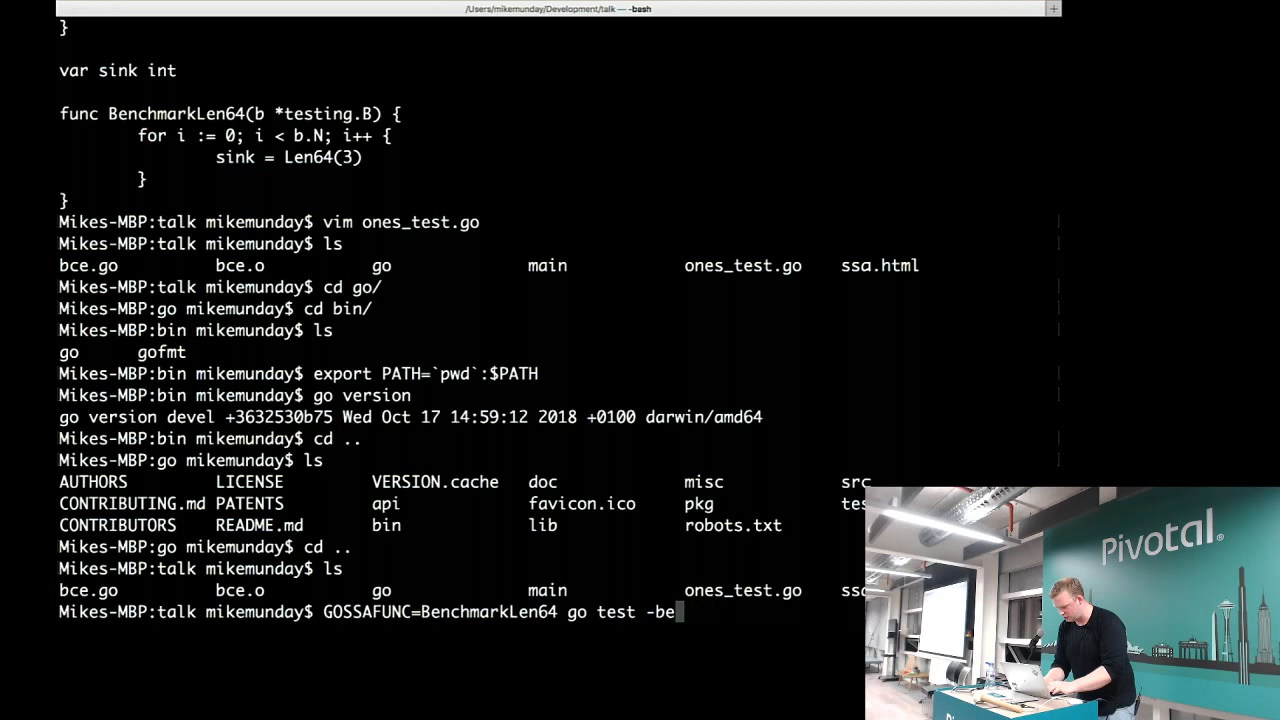 /Users/mikemunday/Development/talk — -bash
}
var sink int
func BenchmarkLen64(b *testing.B) {
for i := 0; i < b.N; i++ {
sink = Len64(3)
}
}
Mikes-MBP:talk mikemunday$ vim ones_test.go
Mikes-MBP:talk mikemunday$ ls
bce.go bce.o go main ones_test.go ssa.html
Mikes-MBP:talk mikemunday$ cd go/
Mikes-MBP:go mikemunday$ cd bin/
Mikes-MBP:bin mikemunday$ ls
go gofmt
Mikes-MBP:bin mikemunday$ export PATH=`pwd`:$PATH
Mikes-MBP:bin mikemunday$ go version
go version devel +3632530b75 Wed Oct 17 14:59:12 2018 +0100 darwin/amd64
Mikes-MBP:bin mikemunday$ cd ..
Mikes-MBP:go mikemunday$ ls
AUTHORS LICENSE VERSION.cache doc misc src
CONTRIBUTING.md PATENTS api favicon.ico pkg tes
CONTRIBUTORS README.md bin lib robots.txt
Mikes-MBP:go mikemunday$ cd ..
Mikes-MBP:talk mikemunday$ ls
bce.go bce.o go main ones_test.go ssa
Mikes-MBP:talk mikemunday$ GOSSAFUNC=BenchmarkLen64 go test -be
Pivotal